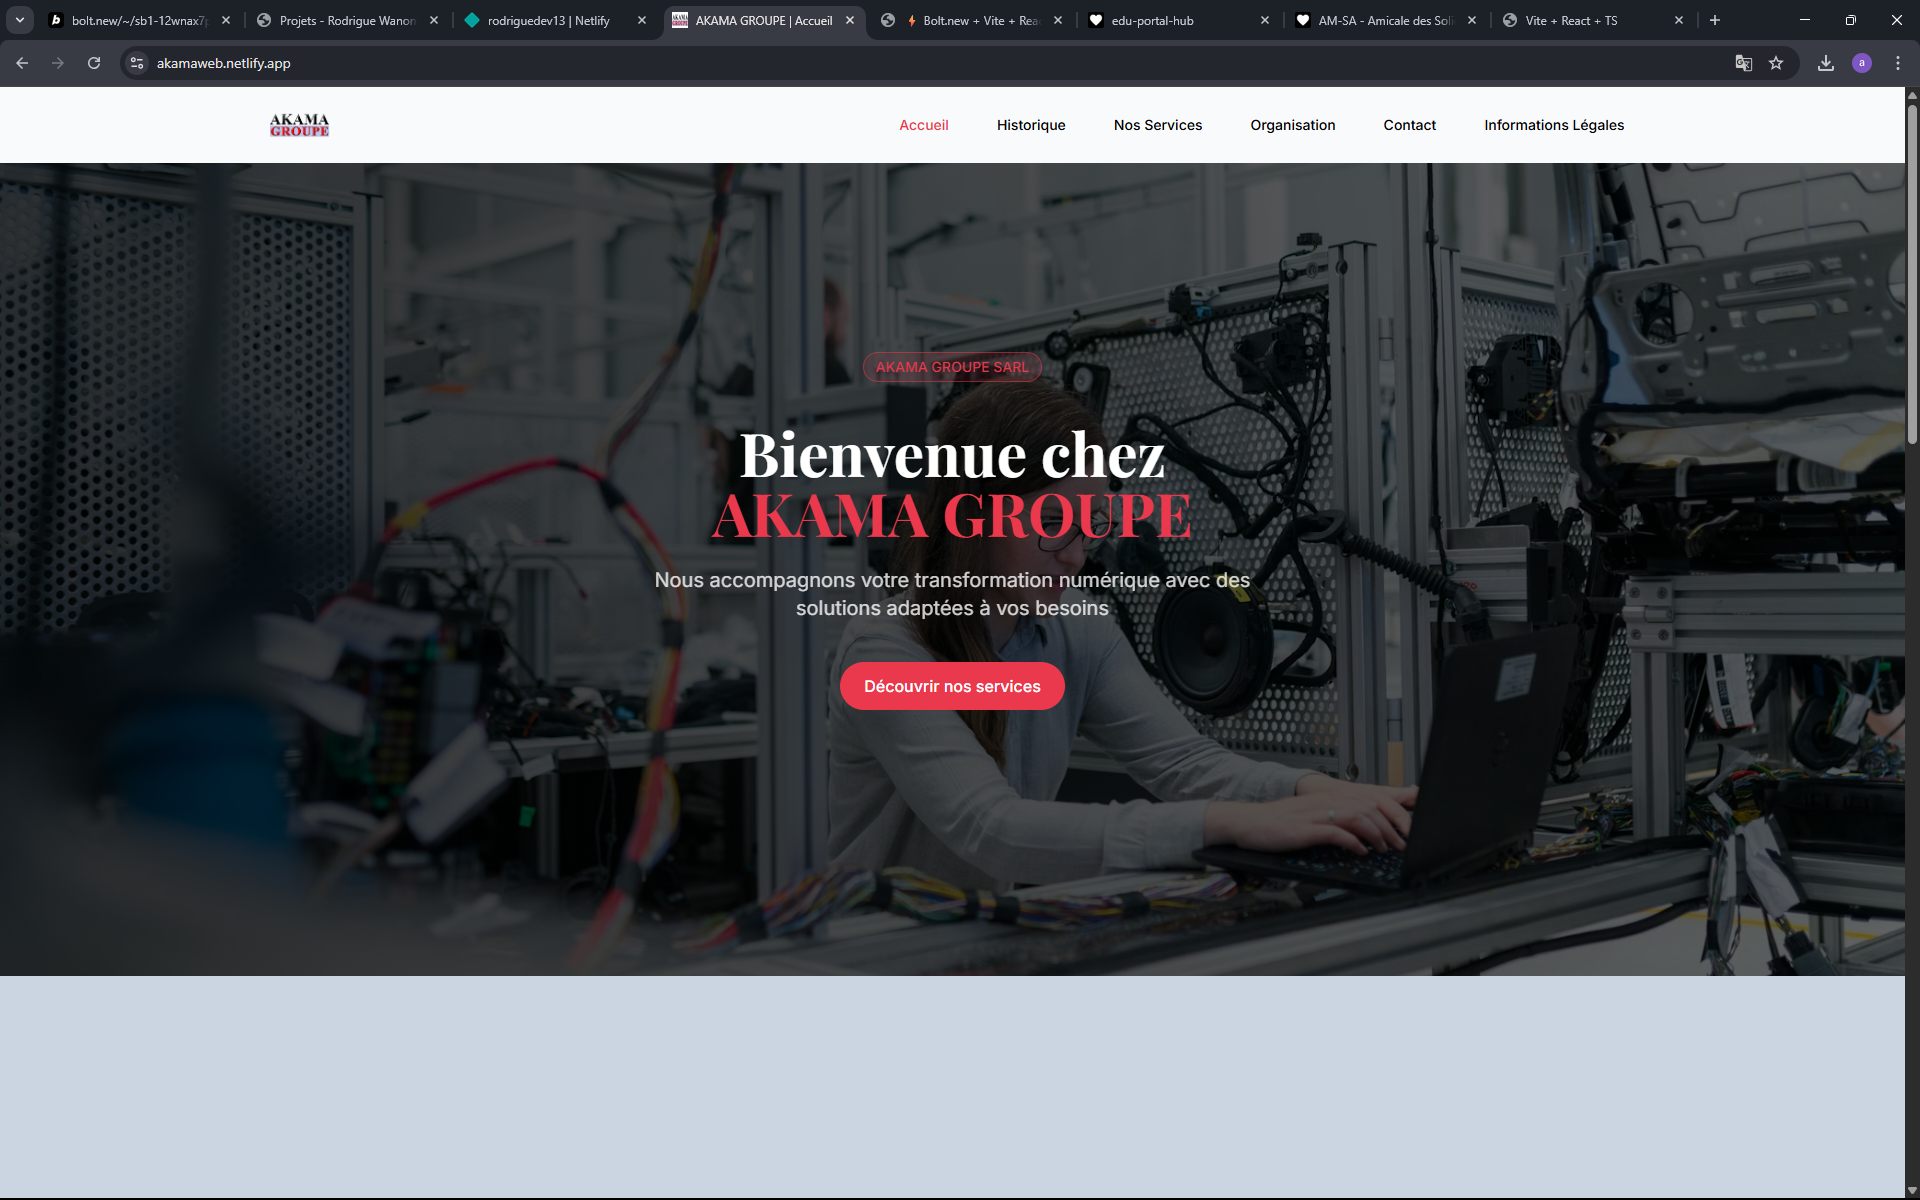 bolt.new/~/sb1-12wnax7
Projets - Rodrigue Wanon
rodriguedev13 | Netlify
AKAMA GROUPE | Accueil
Bolt.new + Vite + Rea
edu-portal-hub
AM-SA - Amicale des Soli
Vite + React + TS
akamaweb.netlify.app
a
AKAMA
GROUPE
Accueil
Historique
Nos Services
Organisation
Contact
Informations Légales
AKAMA GROUPE SARL
Bienvenue chez
AKAMA GROUPE
Nous accompagnons votre transformation numérique avec des
solutions adaptées à vos besoins
Découvrir nos services